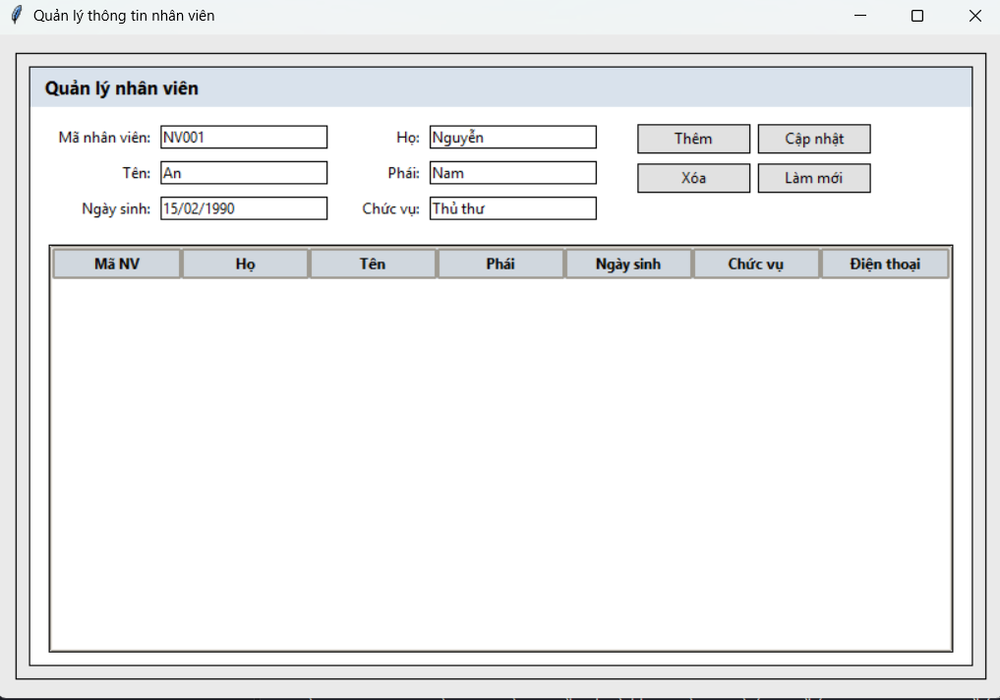 Quản lý thông tin nhân viên
Quản lý nhân viên
Mã nhân viên: NV001 Họ: Nguyễn Thêm Cập nhật
Tên: An Phái: Nam Xóa Làm mới
Ngày sinh: 15/02/1990 Chức vụ: Thủ thư
Mã NV Họ Tên Phái Ngày sinh Chức vụ Điện thoại